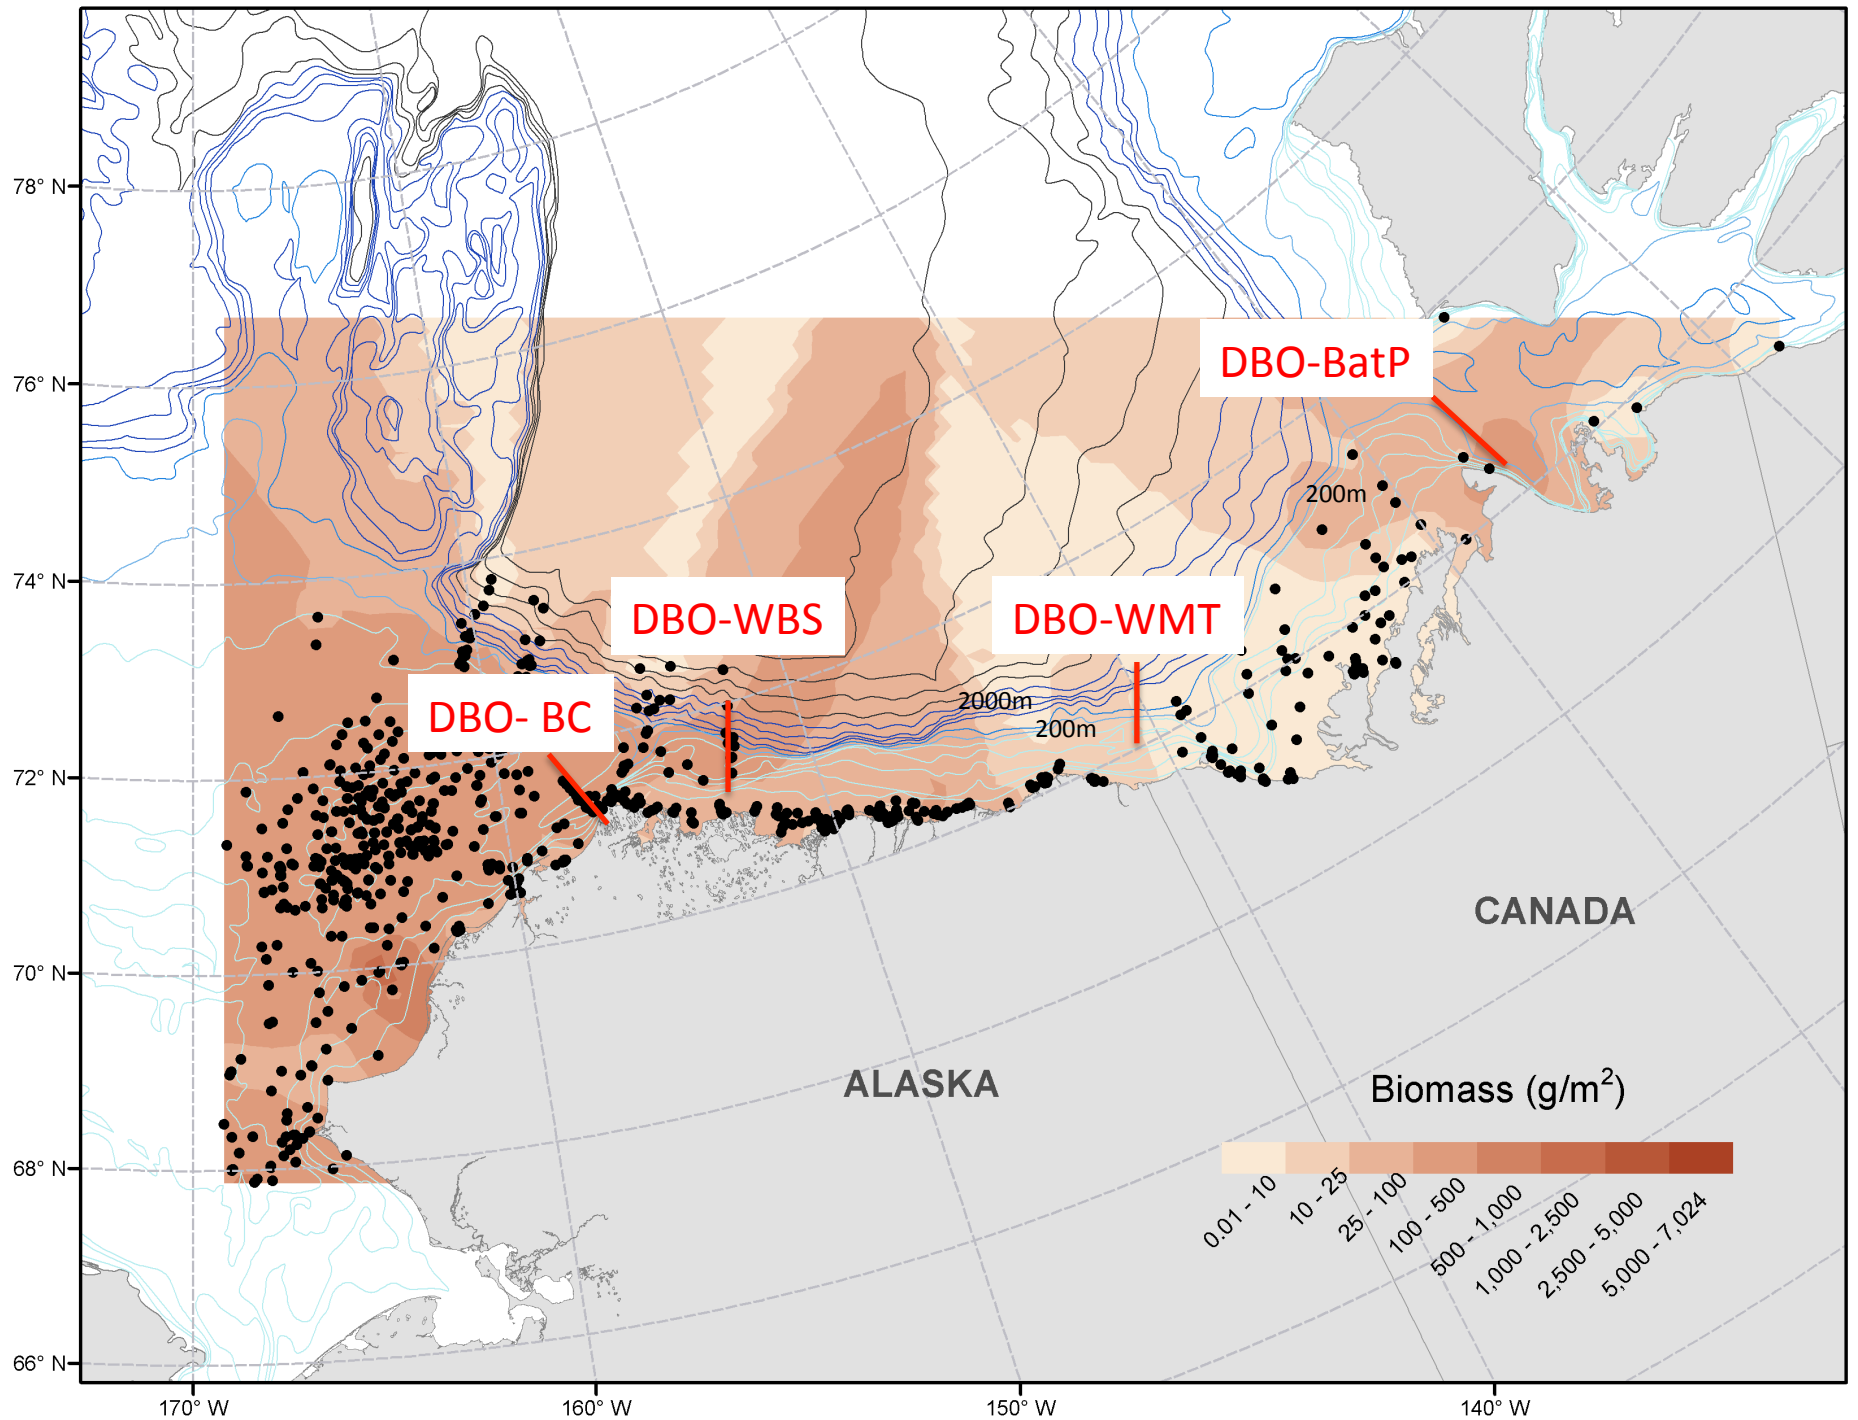 78° N
76° N
74° N
72° N
70° N
68° N
66° N
170° W
160° W
150° W
140° W
DBO-BatP
200m
DBO-WBS
DBO-WMT
DBO- BC
2000m
200m
CANADA
ALASKA
Biomass (g/m²)
0.01 - 10
10 - 25
25 - 100
100 - 500
500 - 1,000
1,000 - 2,500
2,500 - 5,000
5,000 - 7,024